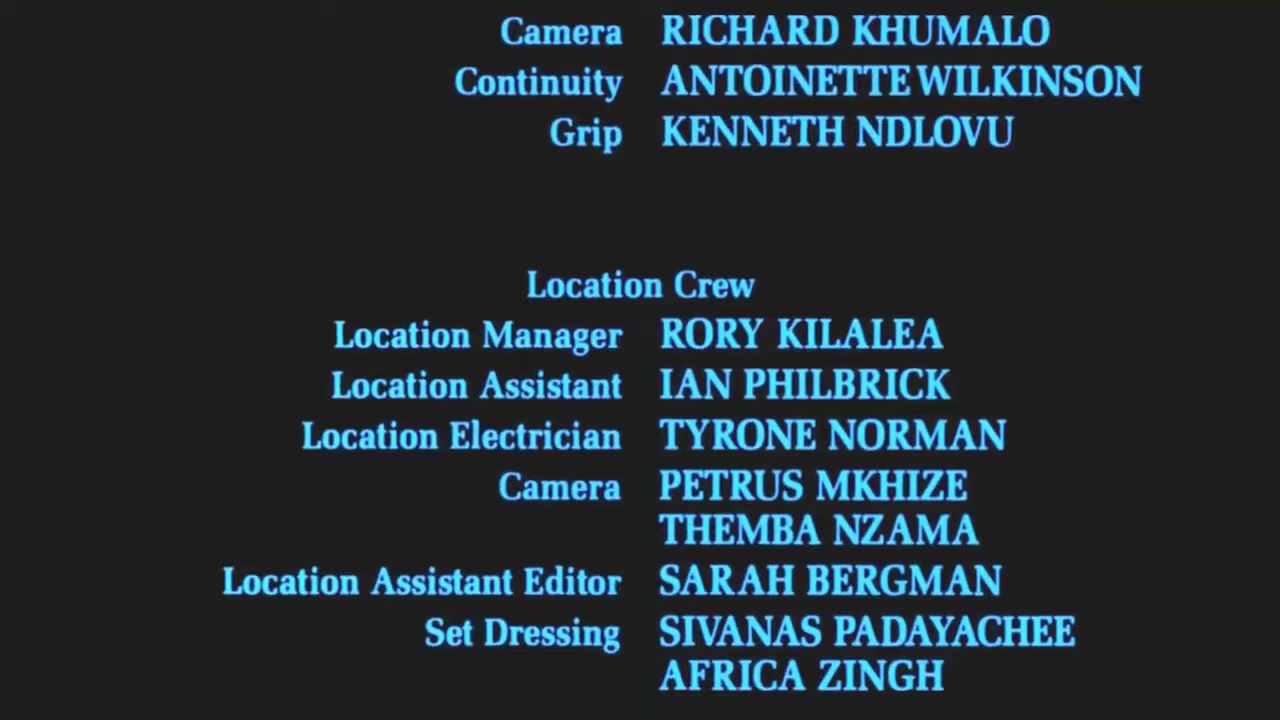 Camera RICHARD KHUMALO
Continuity ANTOINETTE WILKINSON
Grip KENNETH NDLOVU
Location Crew
Location Manager RORY KILALEA
Location Assistant IAN PHILBRICK
Location Electrician TYRONE NORMAN
Camera PETRUS MKHIZE
THEMBA NZAMA
Location Assistant Editor SARAH BERGMAN
Set Dressing SIVANAS PADAYACHEE
AFRICA ZINGH